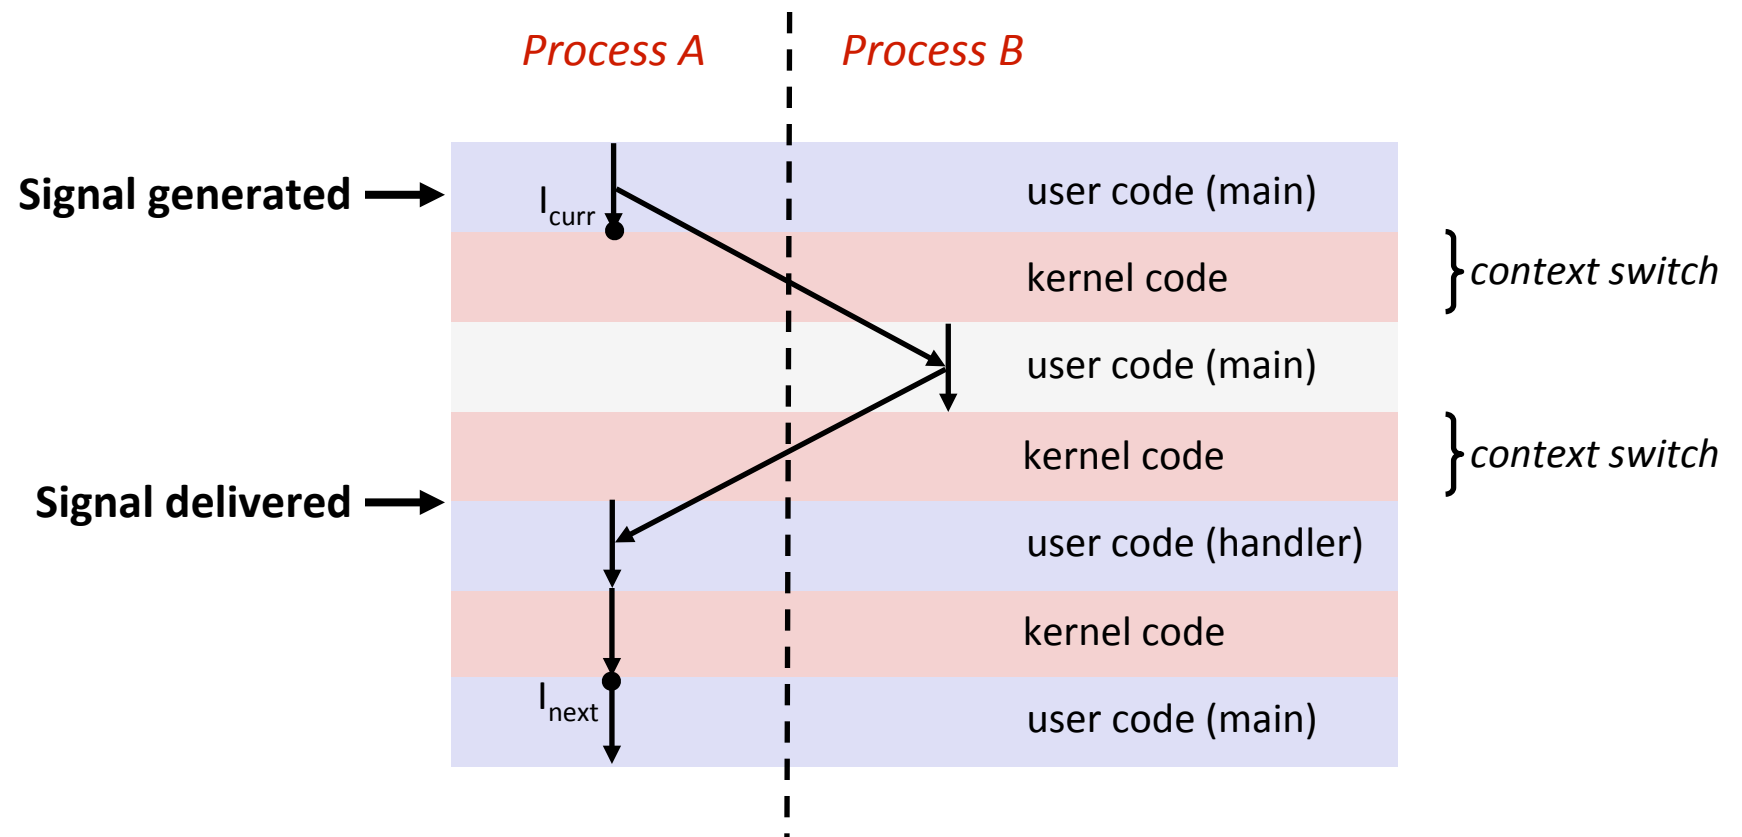 Process A
Process B
Signal generated
I curr
user code (main)
kernel code
context switch
user code (main)
kernel code
context switch
Signal delivered
user code (handler)
kernel code
I next
user code (main)